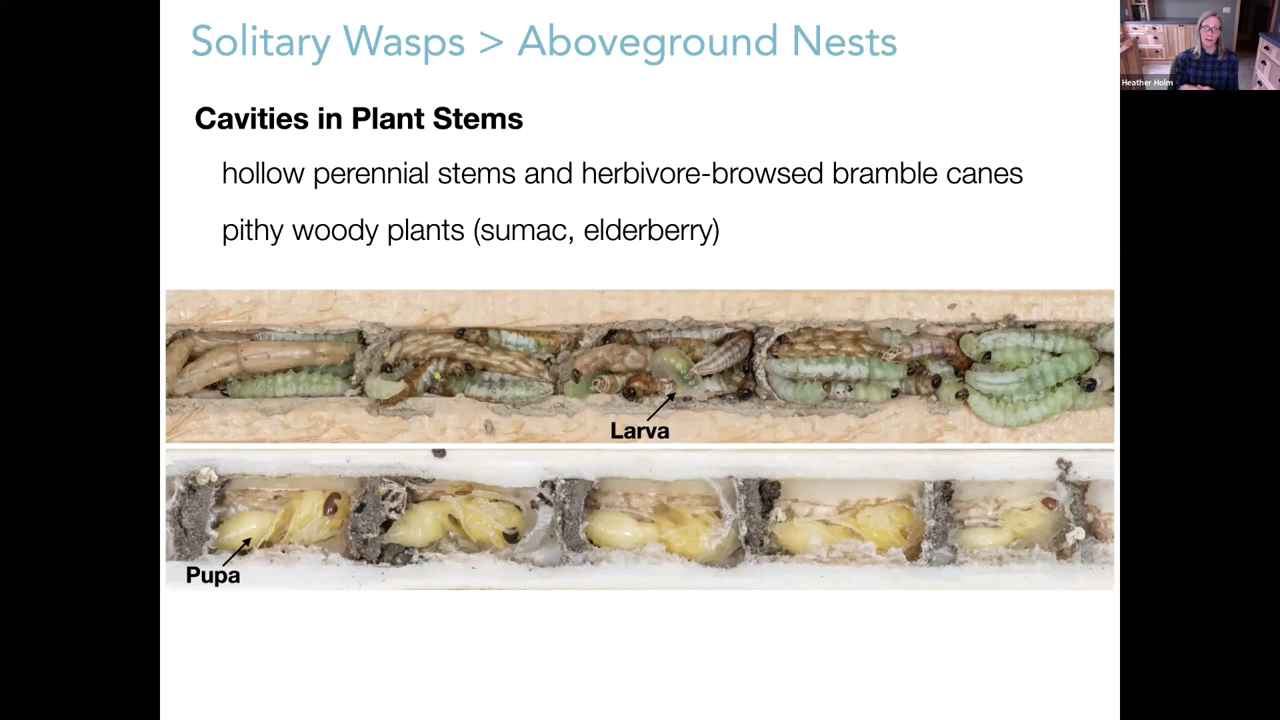 Solitary Wasps > Aboveground Nests
Heather Holm
Cavities in Plant Stems
hollow perennial stems and herbivore-browsed bramble canes
pithy woody plants (sumac, elderberry)
Larva
Pupa